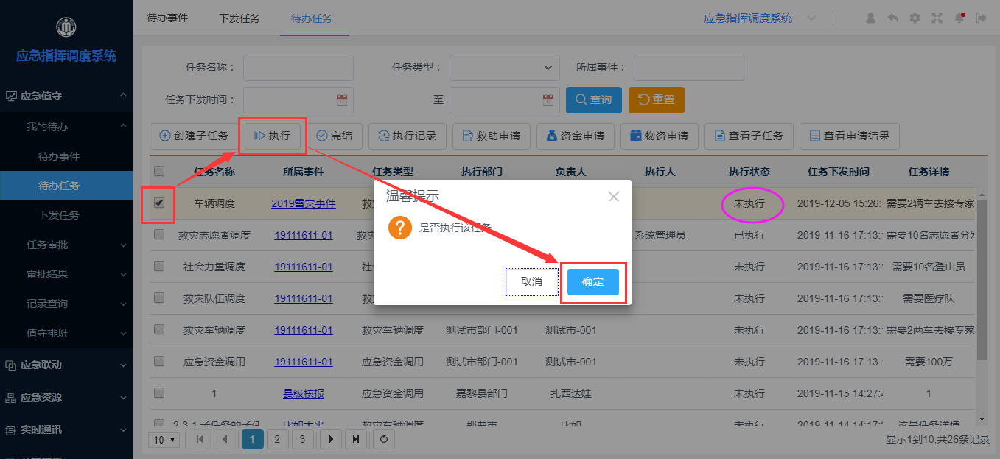 应急指挥调度系统
应急值守
我的待办
待办事件
待办任务
下发任务
任务审批
审批结果
记录查询
值守排班
应急联动
应急资源
实时通讯
待办事件 下发任务 待办任务 应急指挥调度系统
任务名称： 任务类型： 所属事件：
任务下发时间： 至 查询 重置
创建子任务 执行 完结 执行记录 救助申请 资金申请 物资申请 查看子任务 查看申请结果
任务名称 所属事件 任务类型 执行部门 负责人 执行人 执行状态 任务下发时间 任务详情
车辆调度 2019雪灾事件 救 未执行 2019-12-05 15:26: 需要2辆车去接专家
救灾志愿者调度 19111611-01 救灾 系统管理员 已执行 2019-11-16 17:13: 需要10名志愿者分发
社会力量调度 19111611-01 社 未执行 2019-11-16 17:13: 需要10名登山员
救灾队伍调度 19111611-01 救 未执行 2019-11-16 17:13: 需要医疗队
救灾车辆调度 19111611-01 救灾车辆调度 测试市部门-001 测试市-001 未执行 2019-11-16 17:13: 需要2两车去接专家
应急资金调用 19111611-01 应急资金调用 测试市部门-001 测试市-001 未执行 2019-11-16 17:13: 需要100万
1 县级核报 应急资金调用 嘉黎县部门 扎西达娃 未执行 2019-11-15 14:27: 1
2-3-1 子任务的子任 比如大火 救灾车辆调度 那曲市 比如 未执行 2019-11-14 14:17: 这是任务详情
温馨提示
是否执行该任务
取消 确定
10 1 2 3 显示1到10,共26条记录